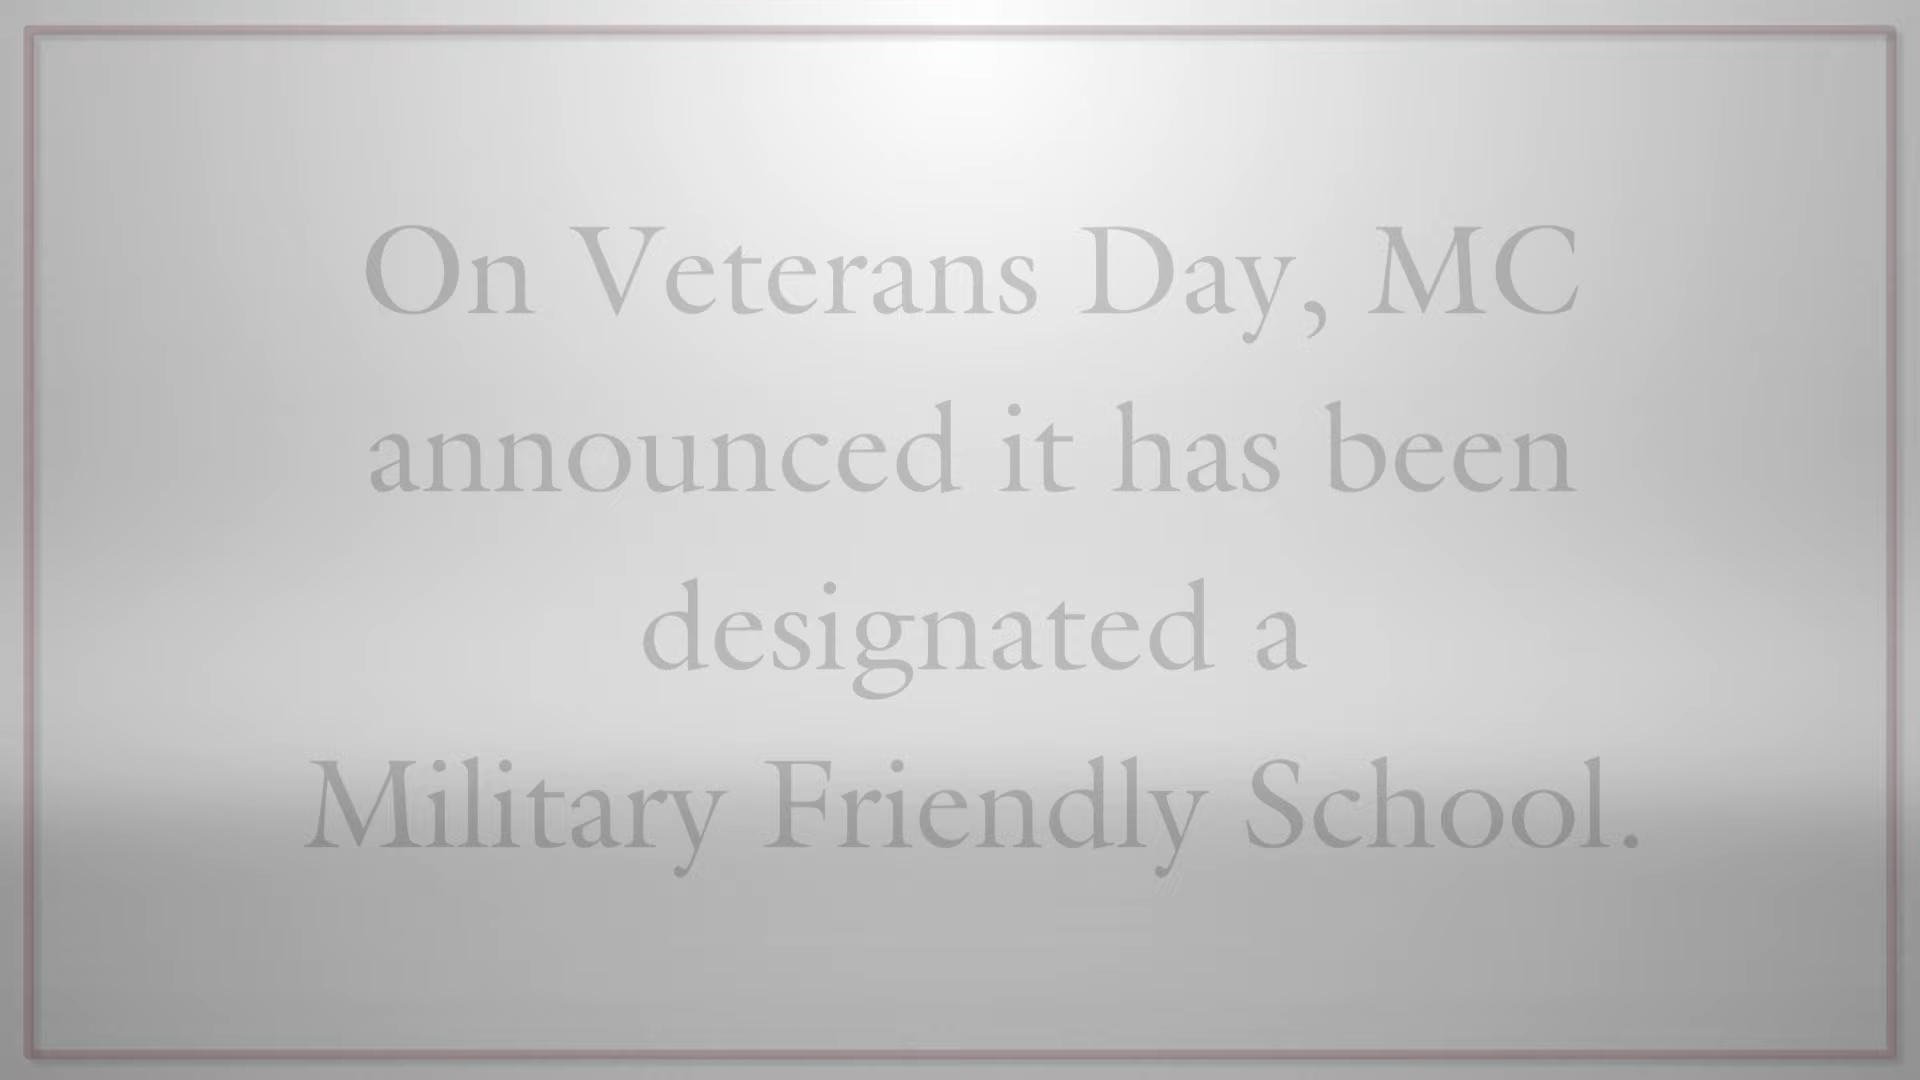 On Veterans Day, MC
announced it has been
designated a
Military Friendly School.